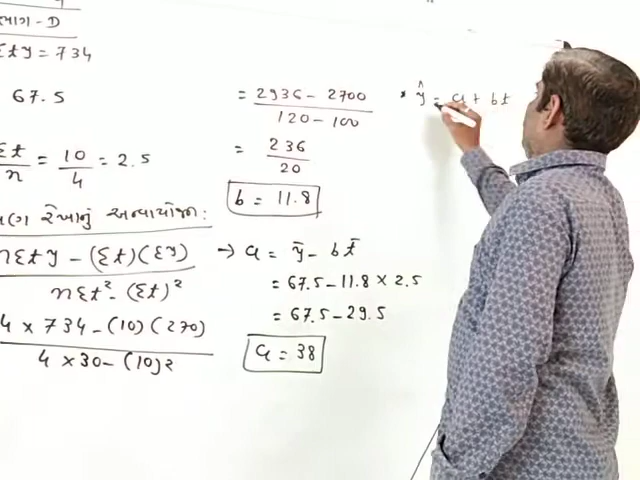 ભાગ - D
Σty = 734
67.5
Σt/n = 10/4 = 2.5
રેખાનું અન્વાયોજન :
nΣty - (Σt)(Σy)
nΣt² - (Σt)²
4 × 734 - (10)(270)
4 × 30 - (10)2
= 2936 - 2700
120 - 100
= 236
20
b = 11.8
→ a = ȳ - bt̄
= 67.5 - 11.8 × 2.5
= 67.5 - 29.5
a = 38
* ŷ = a + bt